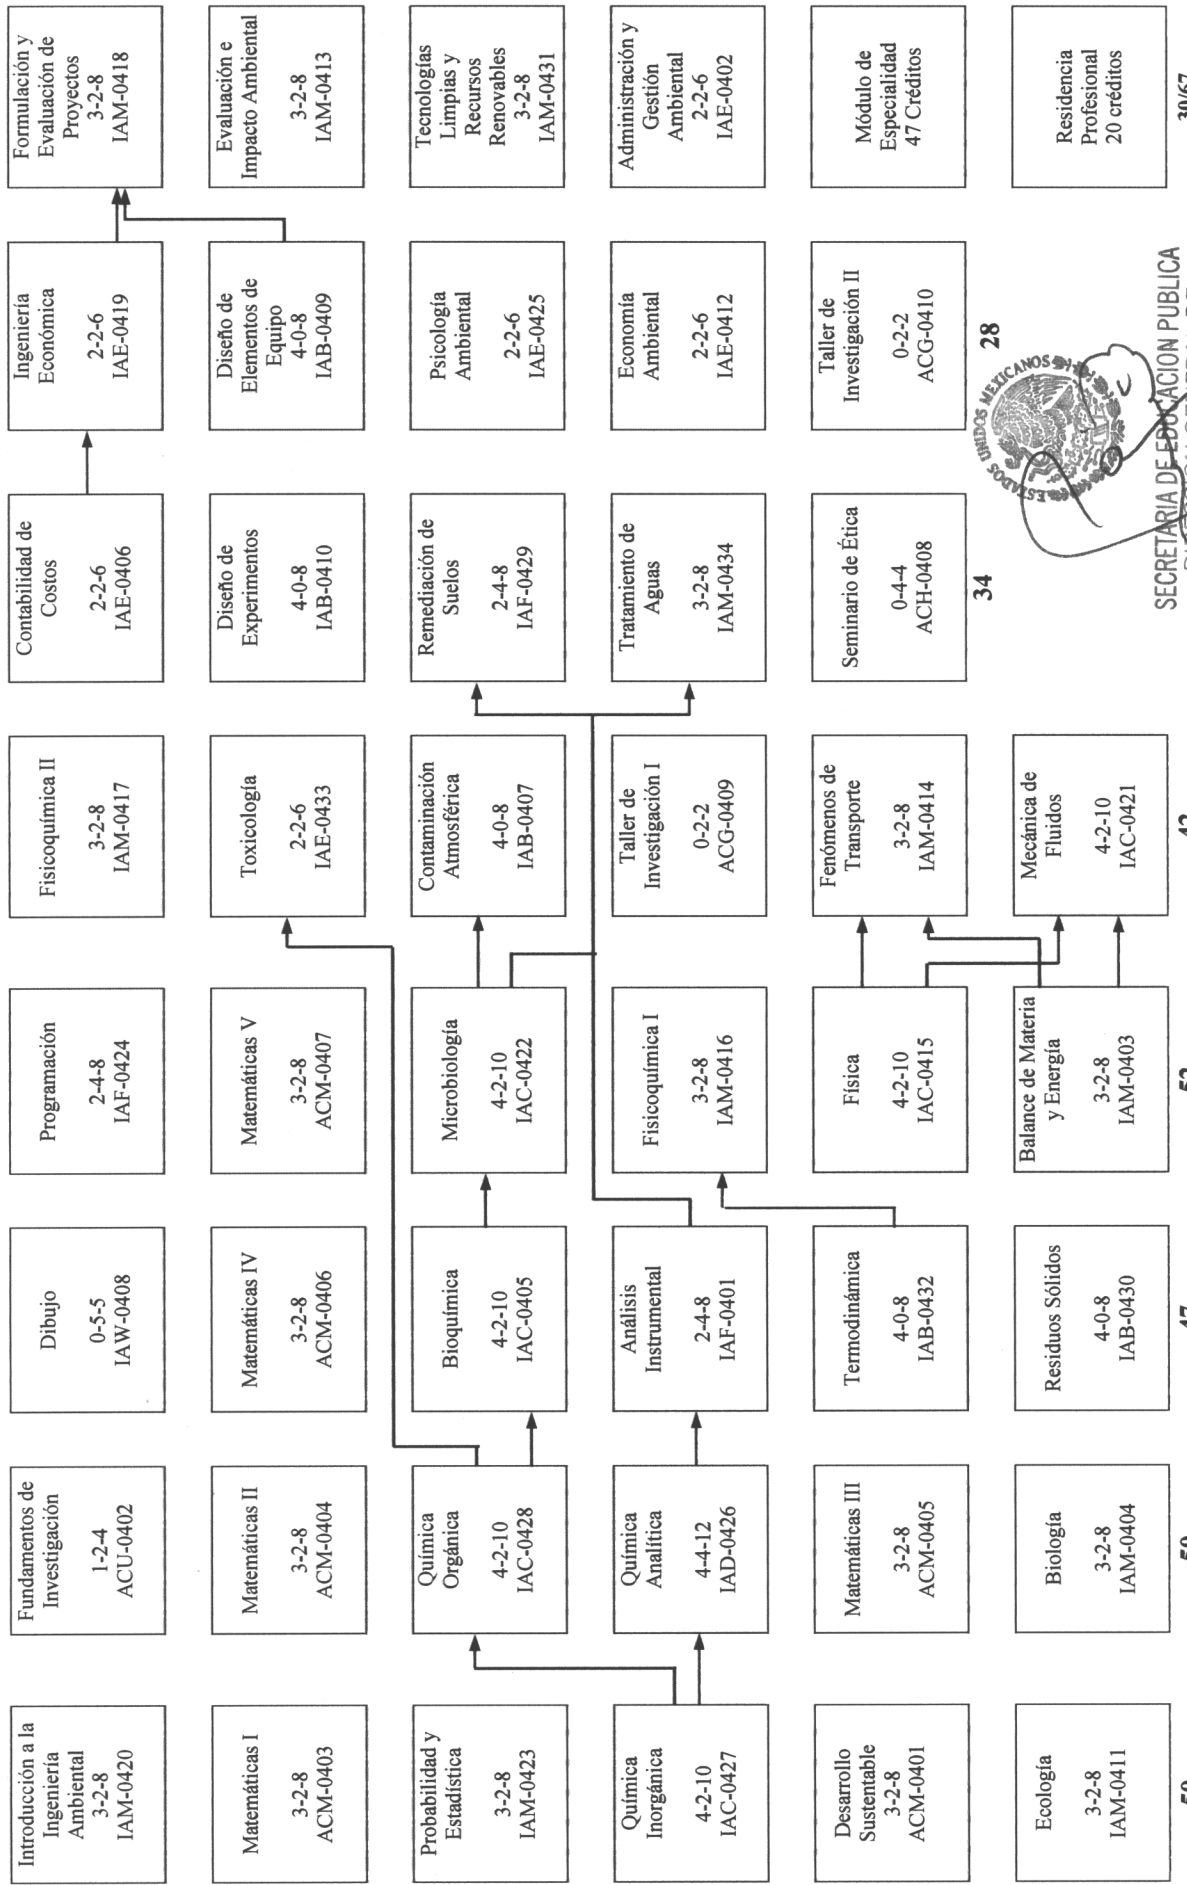 Introducción a la
Ingeniería
Ambiental
3-2-8
IAM-0420
Fundamentos de
Investigación
1-2-4
ACU-0402
Dibujo
0-5-5
IAW-0408
Programación
2-4-8
IAF-0424
Fisicoquímica II
3-2-8
IAM-0417
Contabilidad de
Costos
2-2-6
IAE-0406
Ingeniería
Económica
2-2-6
IAE-0419
Formulación y
Evaluación de
Proyectos
3-2-8
IAM-0418
Matemáticas I
3-2-8
ACM-0403
Matemáticas II
3-2-8
ACM-0404
Matemáticas IV
3-2-8
ACM-0406
Matemáticas V
3-2-8
ACM-0407
Toxicología
2-2-6
IAE-0433
Diseño de
Experimentos
4-0-8
IAB-0410
Diseño de
Elementos de
Equipo
4-0-8
IAB-0409
Evaluación e
Impacto Ambiental
3-2-8
IAM-0413
Probabilidad y
Estadística
3-2-8
IAM-0423
Química
Orgánica
4-2-10
IAC-0428
Bioquímica
4-2-10
IAC-0405
Microbiología
4-2-10
IAC-0422
Contaminación
Atmosférica
4-0-8
IAB-0407
Remediación de
Suelos
2-4-8
IAF-0429
Psicología
Ambiental
2-2-6
IAE-0425
Tecnologías
Limpias y
Recursos
Renovables
3-2-8
IAM-0431
Química
Inorgánica
4-2-10
IAC-0427
Química
Analítica
4-4-12
IAD-0426
Análisis
Instrumental
2-4-8
IAF-0401
Fisicoquímica I
3-2-8
IAM-0416
Taller de
Investigación I
0-2-2
ACG-0409
Tratamiento de
Aguas
3-2-8
IAM-0434
Economía
Ambiental
2-2-6
IAE-0412
Administración y
Gestión
Ambiental
2-2-6
IAE-0402
Desarrollo
Sustentable
3-2-8
ACM-0401
Matemáticas III
3-2-8
ACM-0405
Termodinámica
4-0-8
IAB-0432
Física
4-2-10
IAC-0415
Fenómenos de
Transporte
3-2-8
IAM-0414
Seminario de Ética
0-4-4
ACH-0408
Taller de
Investigación II
0-2-2
ACG-0410
Módulo de
Especialidad
47 Créditos
Ecología
3-2-8
IAM-0411
Biología
3-2-8
IAM-0404
Residuos Sólidos
4-0-8
IAB-0430
Balance de Materia
y Energía
3-2-8
IAM-0403
Mecánica de
Fluidos
4-2-10
IAC-0421
34
28
Residencia
Profesional
20 créditos
ESTADOS UNIDOS MEXICANOS
50
50
47
52
42
39/67
SECRETARIA DE EDUCACION PUBLICA